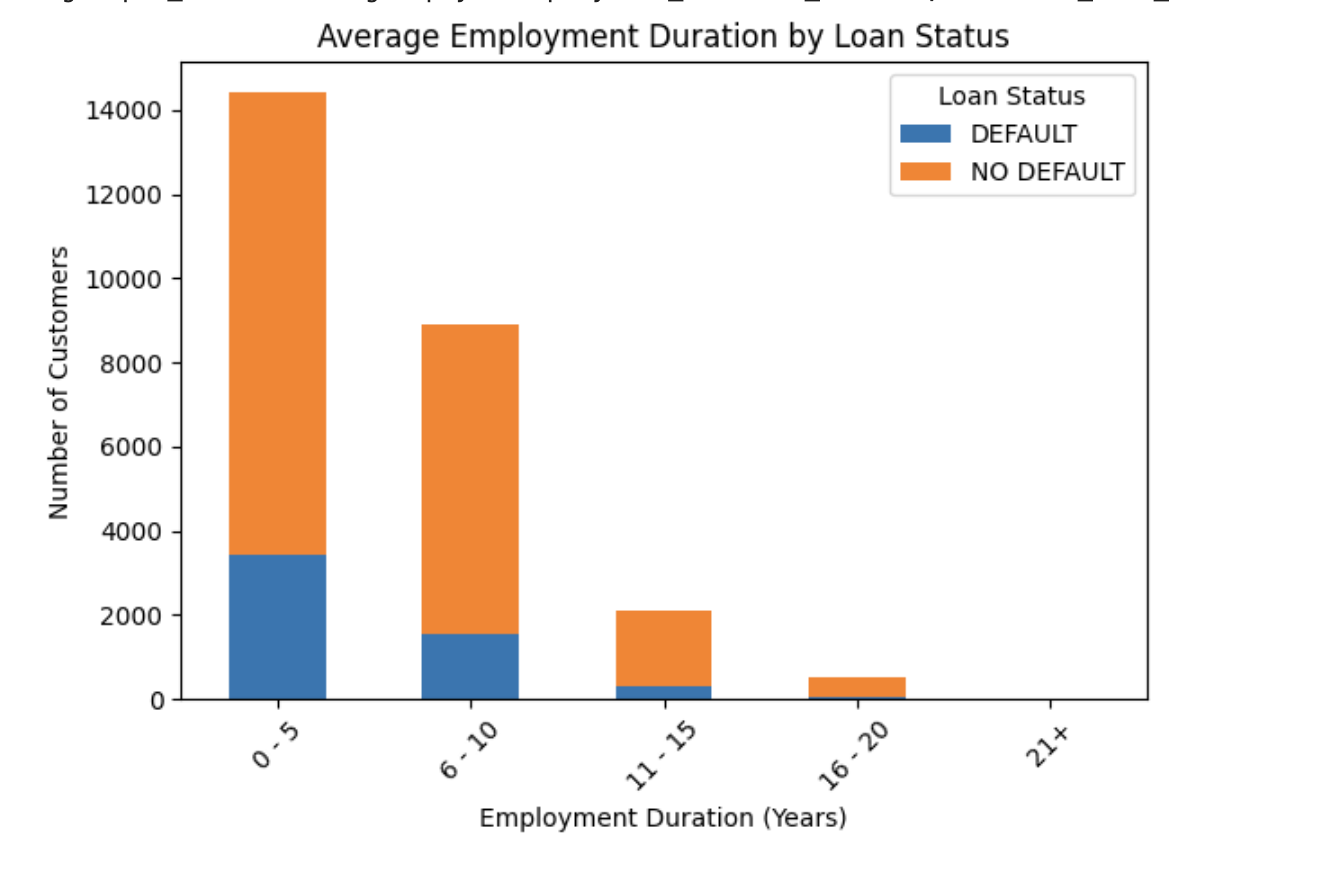 Average Employment Duration by Loan Status
Loan Status
DEFAULT
NO DEFAULT
Number of Customers
14000
12000
10000
8000
6000
4000
2000
0
0 - 5
6 - 10
11 - 15
16 - 20
21+
Employment Duration (Years)